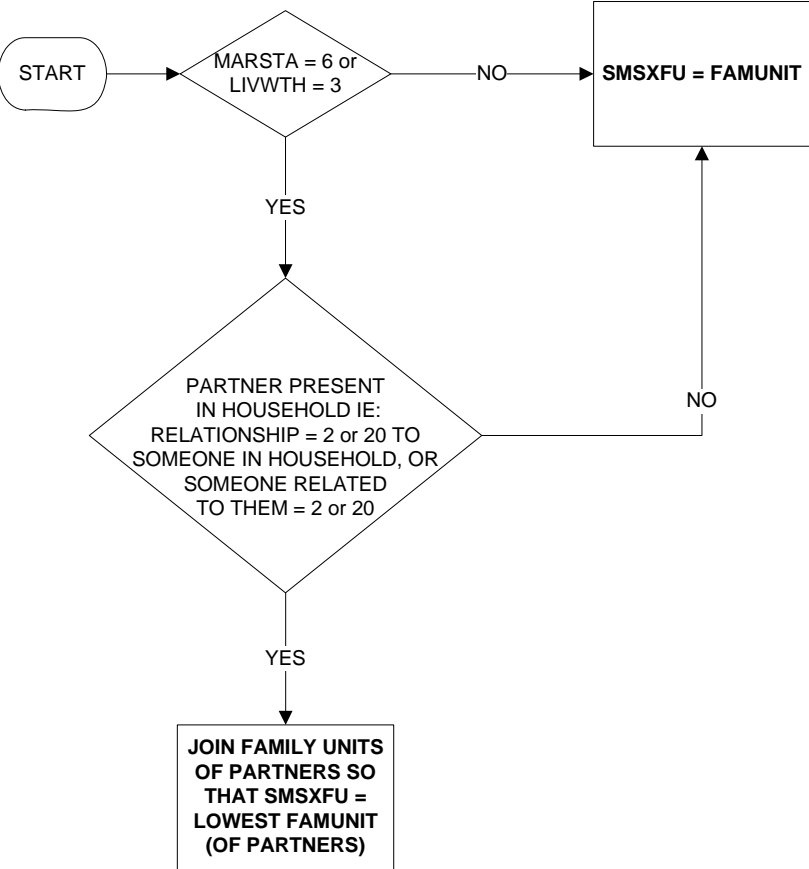 START
MARSTA = 6 or
LIVWTH = 3
NO
SMSXFU = FAMUNIT
YES
PARTNER PRESENT
IN HOUSEHOLD IE:
RELATIONSHIP = 2 or 20 TO
SOMEONE IN HOUSEHOLD, OR
SOMEONE RELATED
TO THEM = 2 or 20
NO
YES
JOIN FAMILY UNITS
OF PARTNERS SO
THAT SMSXFU =
LOWEST FAMUNIT
(OF PARTNERS)